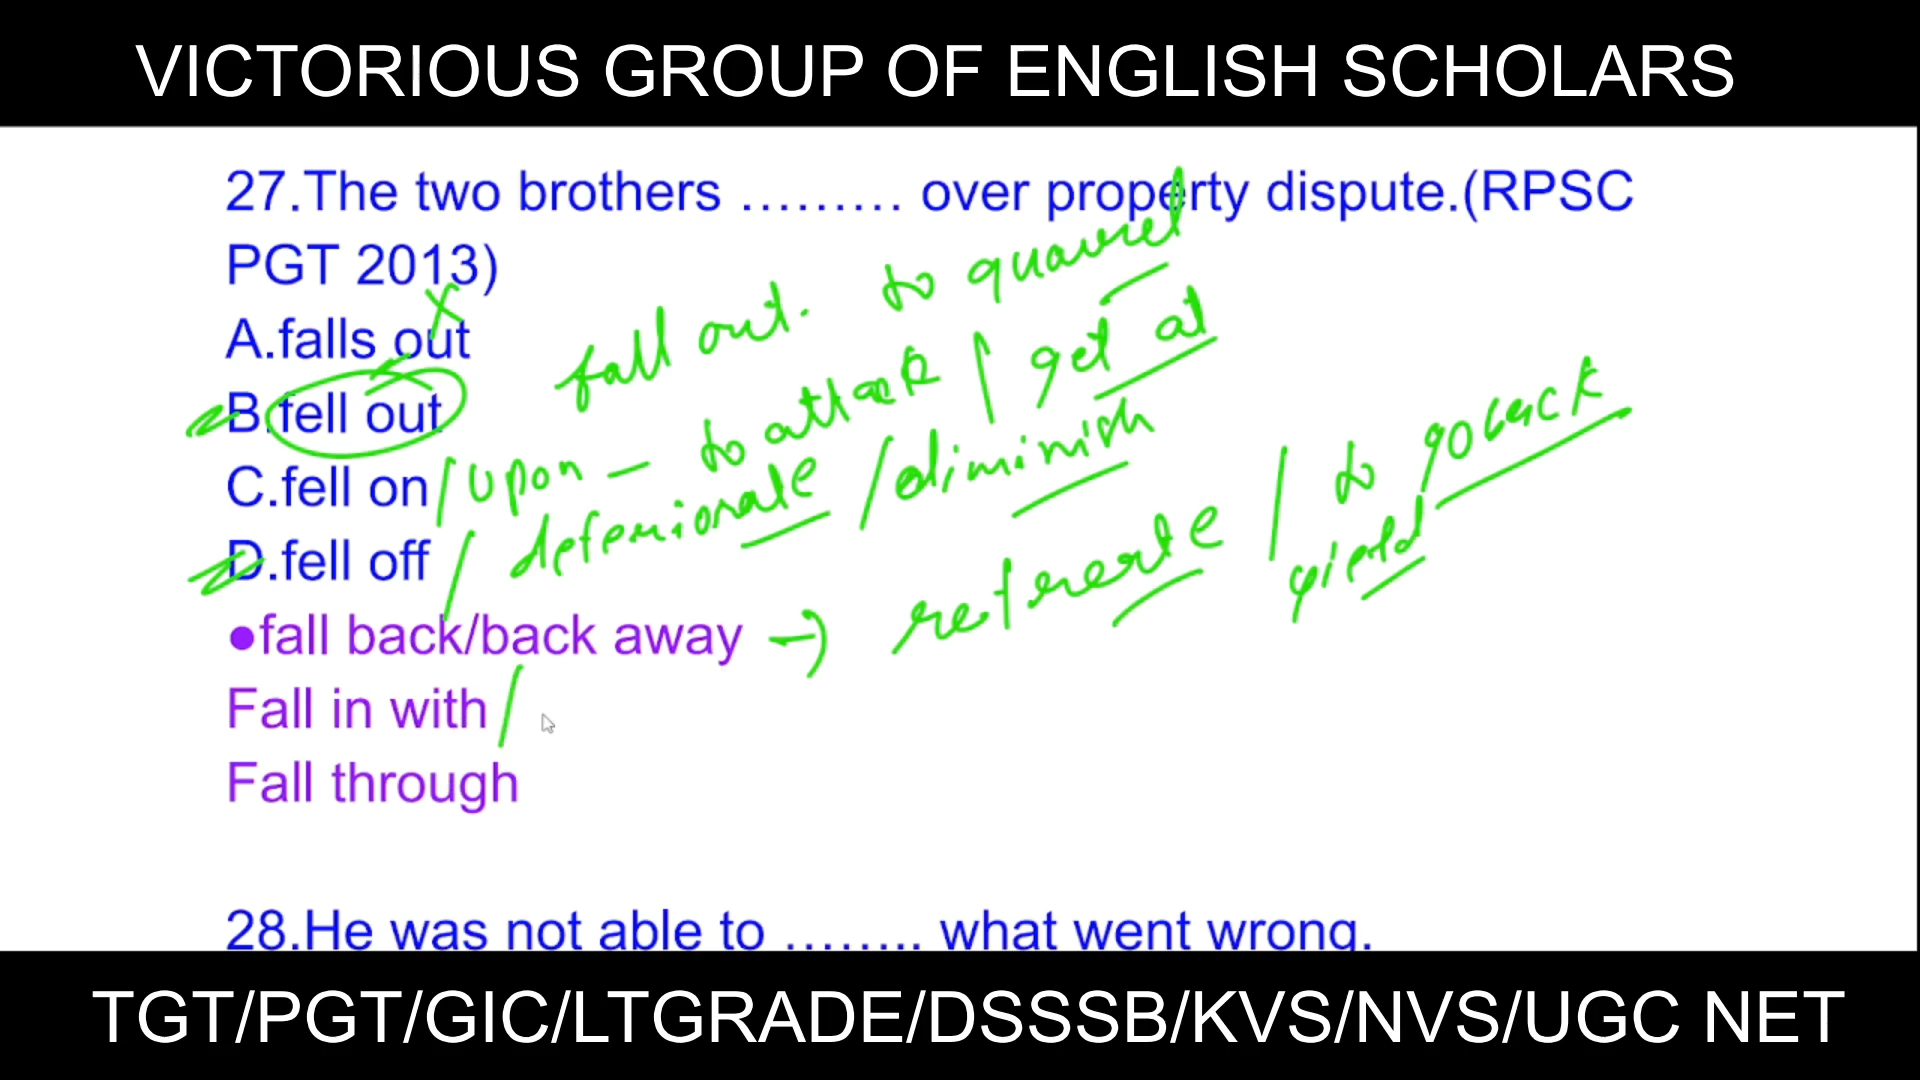 VICTORIOUS GROUP OF ENGLISH SCHOLARS
27.The two brothers ……… over property dispute.(RPSC
PGT 2013)
A.falls out
fall out. to quarrel
B.fell out
C.fell on/upon – to attack / get at
D.fell off / deterriorate / diminish
●fall back/back away → retreate / to go back
yield
Fall in with /
Fall through
28.He was not able to …….. what went wrong.
TGT/PGT/GIC/LTGRADE/DSSSB/KVS/NVS/UGC NET